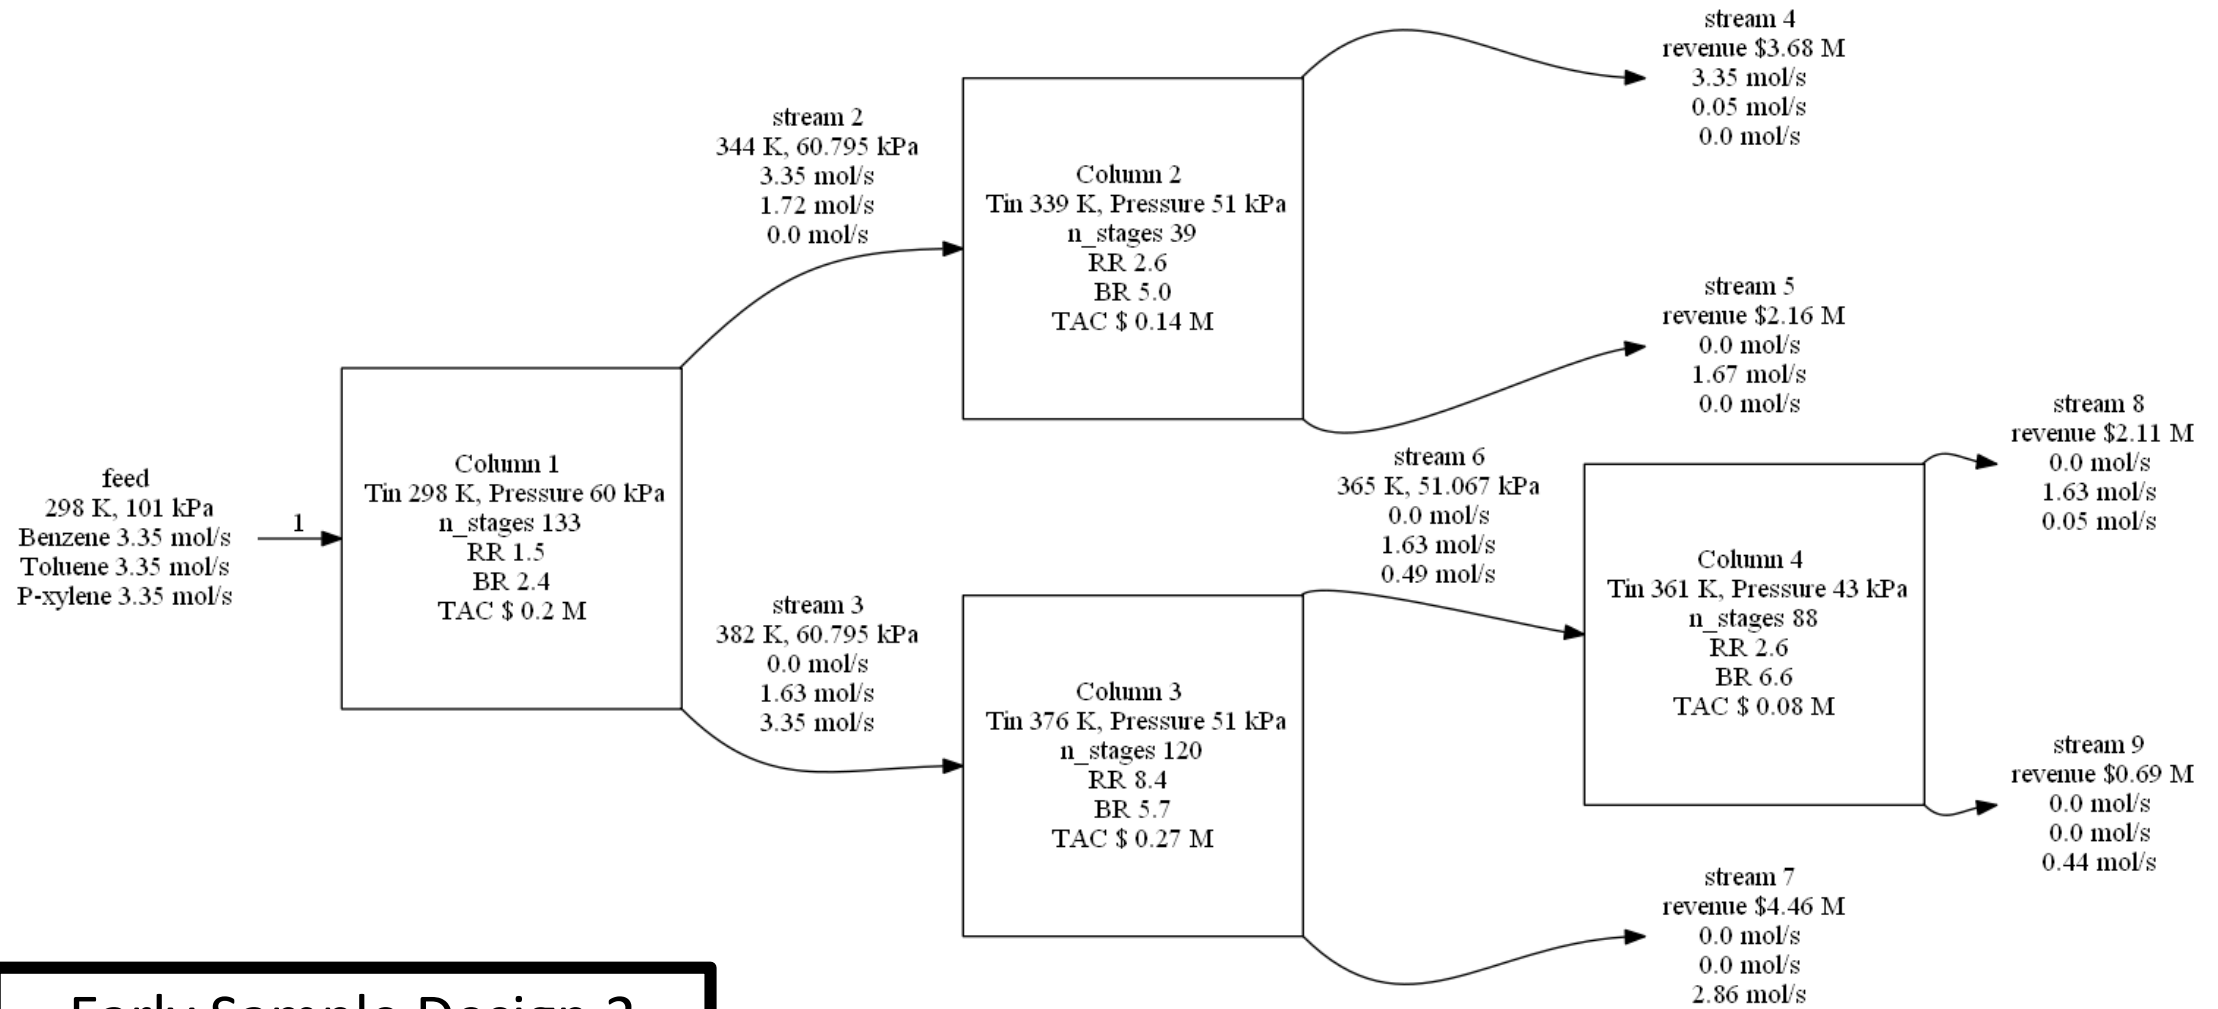 feed
298 K, 101 kPa
Benzene 3.35 mol/s
Toluene 3.35 mol/s
P-xylene 3.35 mol/s
1
Column 1
Tin 298 K, Pressure 60 kPa
n_stages 133
RR 1.5
BR 2.4
TAC $ 0.2 M
stream 2
344 K, 60.795 kPa
3.35 mol/s
1.72 mol/s
0.0 mol/s
stream 3
382 K, 60.795 kPa
0.0 mol/s
1.63 mol/s
3.35 mol/s
Column 2
Tin 339 K, Pressure 51 kPa
n_stages 39
RR 2.6
BR 5.0
TAC $ 0.14 M
Column 3
Tin 376 K, Pressure 51 kPa
n_stages 120
RR 8.4
BR 5.7
TAC $ 0.27 M
stream 4
revenue $3.68 M
3.35 mol/s
0.05 mol/s
0.0 mol/s
stream 5
revenue $2.16 M
0.0 mol/s
1.67 mol/s
0.0 mol/s
stream 6
365 K, 51.067 kPa
0.0 mol/s
1.63 mol/s
0.49 mol/s
Column 4
Tin 361 K, Pressure 43 kPa
n_stages 88
RR 2.6
BR 6.6
TAC $ 0.08 M
stream 7
revenue $4.46 M
0.0 mol/s
0.0 mol/s
2.86 mol/s
stream 8
revenue $2.11 M
0.0 mol/s
1.63 mol/s
0.05 mol/s
stream 9
revenue $0.69 M
0.0 mol/s
0.0 mol/s
0.44 mol/s
Early Sample Design